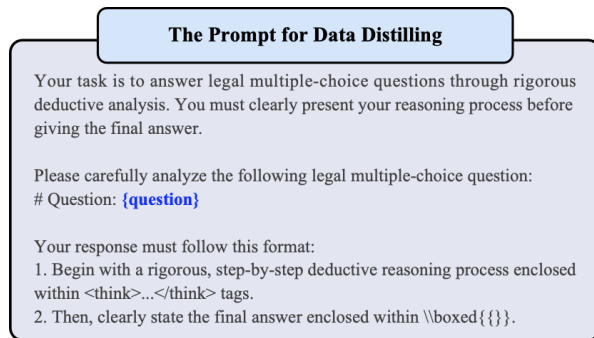 The Prompt for Data Distilling
Your task is to answer legal multiple-choice questions through rigorous
deductive analysis. You must clearly present your reasoning process before
giving the final answer.
Please carefully analyze the following legal multiple-choice question:
# Question: {question}
Your response must follow this format:
1. Begin with a rigorous, step-by-step deductive reasoning process enclosed
within <think>...</think> tags.
2. Then, clearly state the final answer enclosed within \\boxed{{}}.